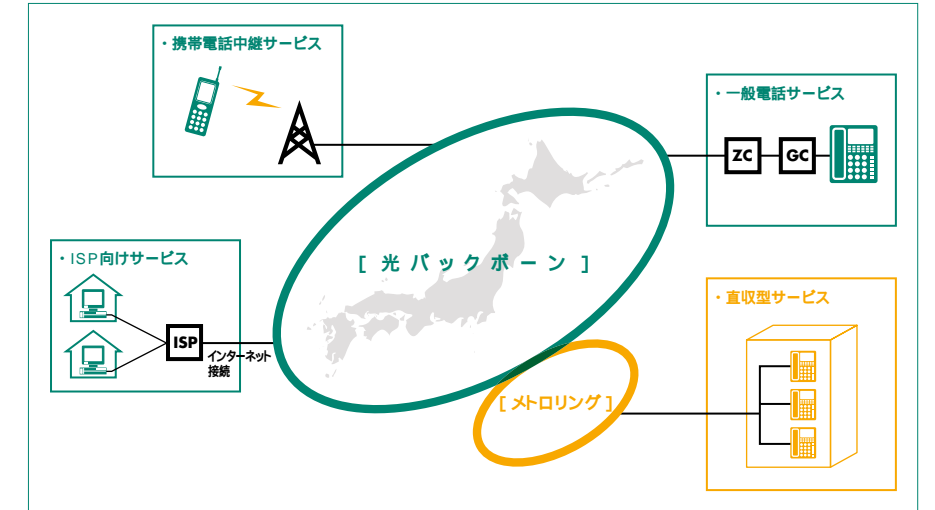 ・携帯電話中継サービス
・一般電話サービス
ZC
GC
・ISP向けサービス
[ 光バックボーン ]
・直収型サービス
ISP
インターネット
接続
[ メトロリング ]